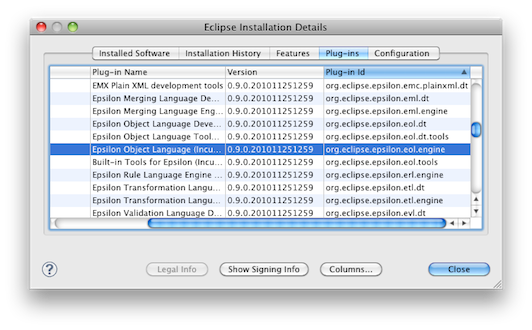 Eclipse Installation Details
Installed Software Installation History Features Plug-ins Configuration
Plug-in Name Version Plug-in Id
EMX Plain XML development tools 0.9.0.201011251259 org.eclipse.epsilon.emc.plainxml.dt
Epsilon Merging Language De... 0.9.0.201011251259 org.eclipse.epsilon.eml.dt
Epsilon Merging Language Eng... 0.9.0.201011251259 org.eclipse.epsilon.eml.engine
Epsilon Object Language Deve... 0.9.0.201011251259 org.eclipse.epsilon.eol.dt
Epsilon Object Language Tool... 0.9.0.201011251259 org.eclipse.epsilon.eol.dt.tools
Epsilon Object Language (Incu... 0.9.0.201011251259 org.eclipse.epsilon.eol.engine
Built-in Tools for Epsilon (Incu... 0.9.0.201011251259 org.eclipse.epsilon.eol.tools
Epsilon Rule Language Engine ... 0.9.0.201011251259 org.eclipse.epsilon.erl.engine
Epsilon Transformation Langu... 0.9.0.201011251259 org.eclipse.epsilon.etl.dt
Epsilon Transformation Langu... 0.9.0.201011251259 org.eclipse.epsilon.etl.engine
Epsilon Validation Language D... 0.9.0.201011251259 org.eclipse.epsilon.evl.dt
? Legal Info Show Signing Info Columns... Close